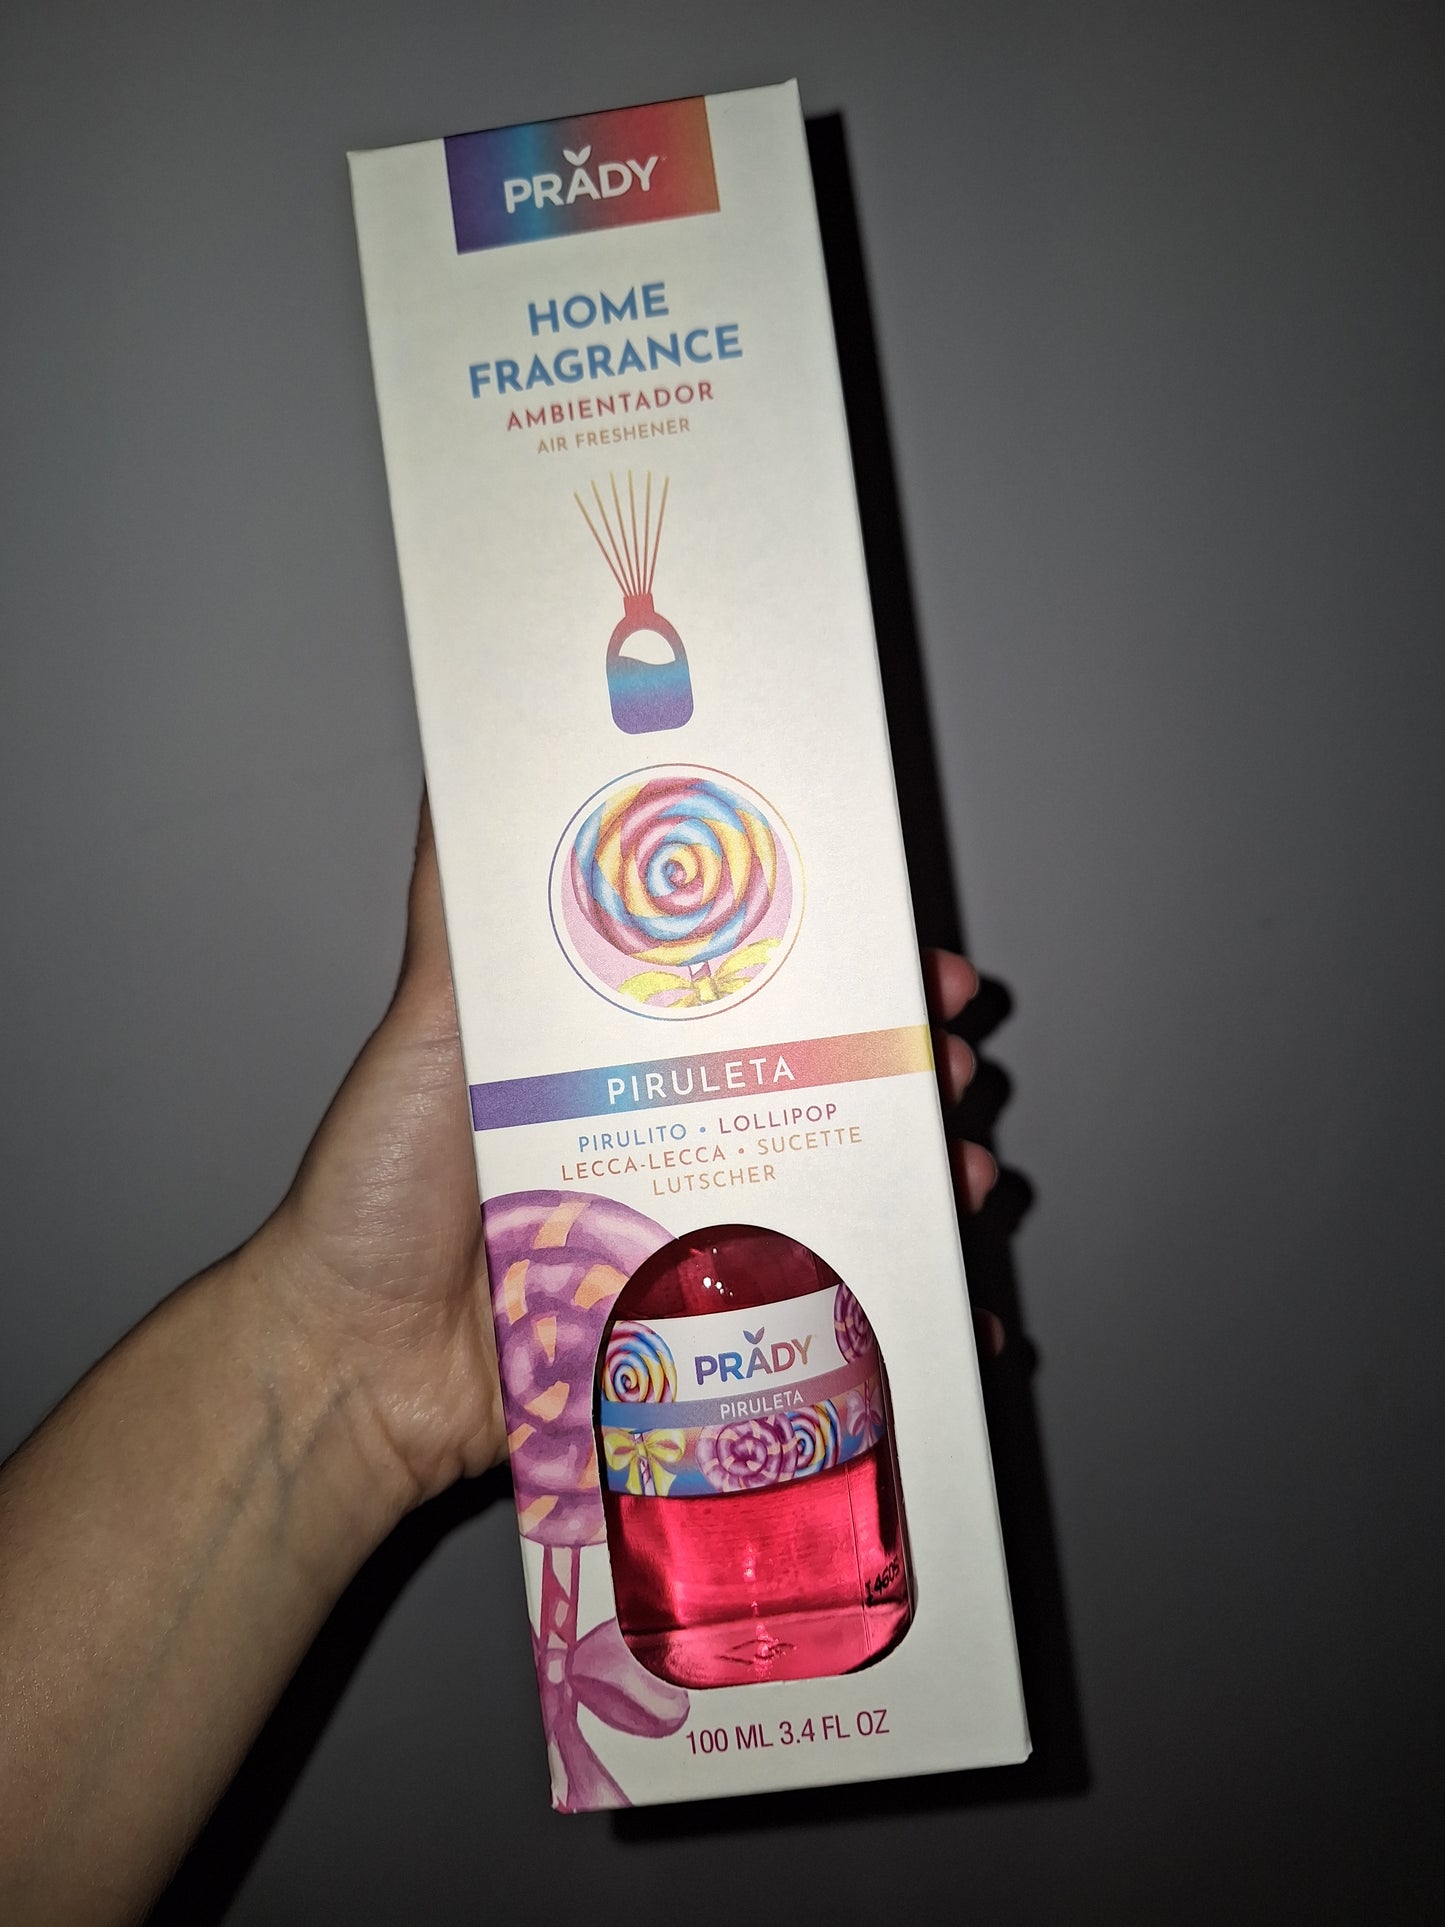 PRADY
HOME
FRAGRANCE
AMBIENTADOR
AIR FRESHENER
PIRULETA
PIRULITO • LOLLIPOP
LECCA-LECCA • SUCETTE
LUTSCHER
PRADY
PIRULETA
100 ML 3.4 FL OZ